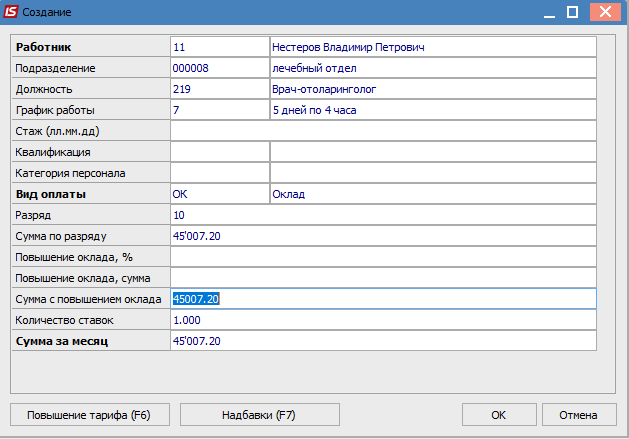 IS Создание
Работник 11 Нестеров Владимир Петрович
Подразделение 000008 лечебный отдел
Должность 219 Врач-отоларинголог
График работы 7 5 дней по 4 часа
Стаж (лл.мм.дд)
Квалификация
Категория персонала
Вид оплаты ОК Оклад
Разряд 10
Сумма по разряду 45'007.20
Повышение оклада, %
Повышение оклада, сумма
Сумма с повышением оклада 45007.20
Количество ставок 1.000
Сумма за месяц 45'007.20
Повышение тарифа (F6) Надбавки (F7) OK Отмена